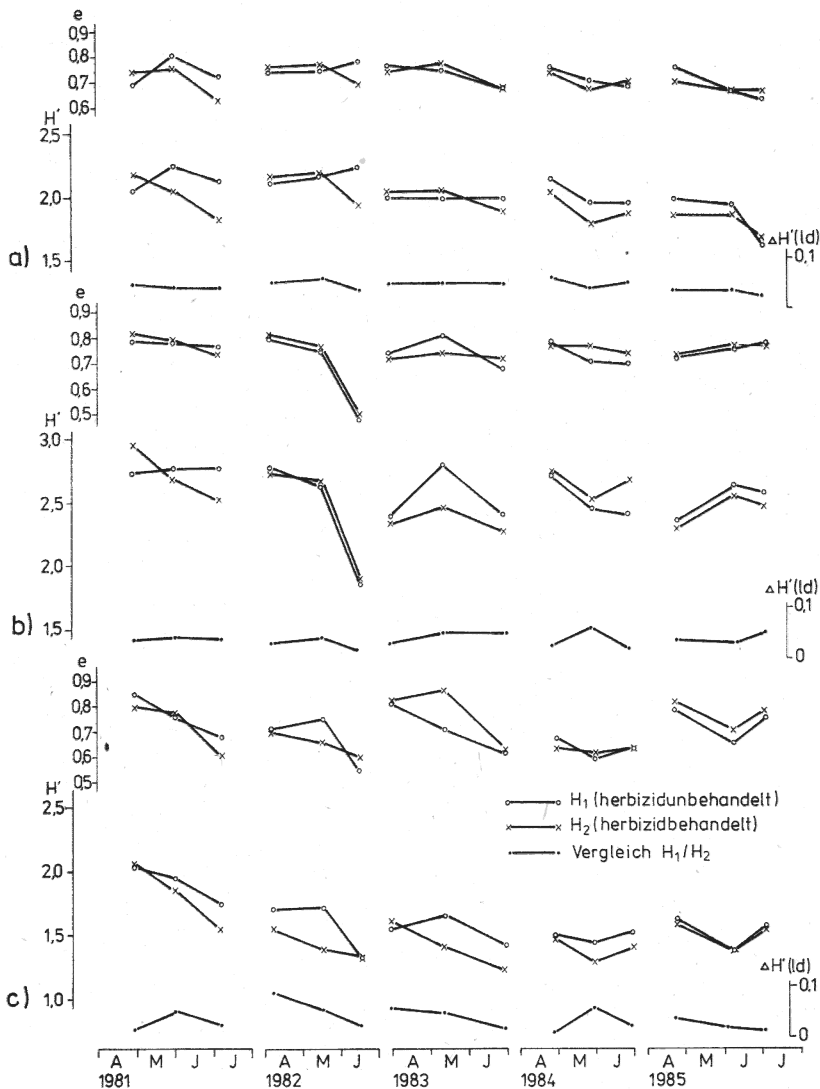 e
0,9
0,8
0,7
0,6
H'
2,5
2,0
1,5
a)
ΔH'(ld)
0,1
e
0,9
0,8
0,7
0,6
0,5
H'
3,0
2,5
2,0
1,5
b)
ΔH'(ld)
0,1
0
e
0,9
0,8
0,7
0,6
0,5
H'
2,5
2,0
1,5
1,0
c)
H₁ (herbizidunbehandelt)
H₂ (herbizidbehandelt)
Vergleich H₁/H₂
ΔH'(ld)
0,1
0
A M J J A M J A M J A M J A M J J
1981 1982 1983 1984 1985